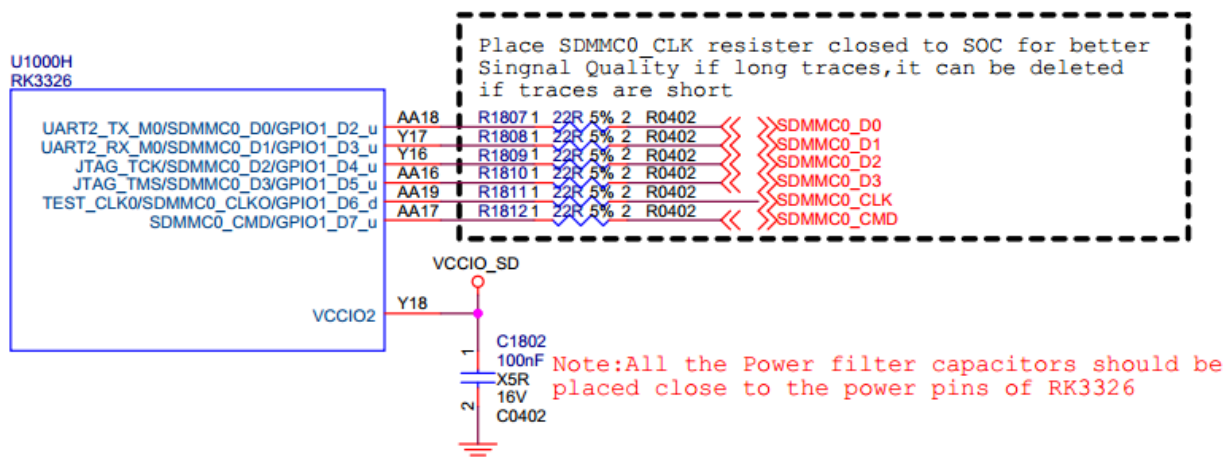 Place SDMMC0_CLK resister closed to SOC for better
Singnal Quality if long traces,it can be deleted
if traces are short
U1000H
RK3326
UART2_TX_M0/SDMMC0_D0/GPIO1_D2_u AA18 R1807 1 22R 5% 2 R0402 SDMMC0_D0
UART2_RX_M0/SDMMC0_D1/GPIO1_D3_u Y17 R1808 1 22R 5% 2 R0402 SDMMC0_D1
JTAG_TCK/SDMMC0_D2/GPIO1_D4_u Y16 R1809 1 22R 5% 2 R0402 SDMMC0_D2
JTAG_TMS/SDMMC0_D3/GPIO1_D5_u AA16 R1810 1 22R 5% 2 R0402 SDMMC0_D3
TEST_CLK0/SDMMC0_CLKO/GPIO1_D6_d AA19 R1811 1 22R 5% 2 R0402 SDMMC0_CLK
SDMMC0_CMD/GPIO1_D7_u AA17 R1812 1 22R 5% 2 R0402 SDMMC0_CMD
VCCIO_SD
VCCIO2 Y18
1
C1802
100nF
X5R
16V
2
C0402
Note:All the Power filter capacitors should be
placed close to the power pins of RK3326